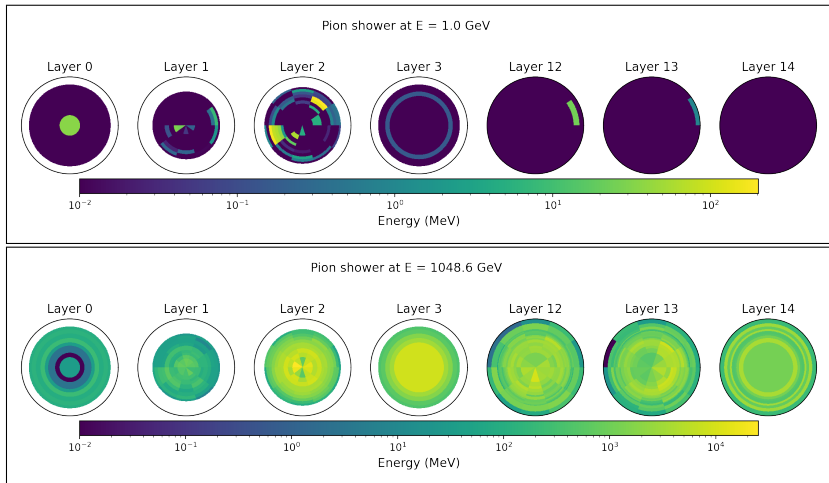 Pion shower at E = 1.0 GeV
Layer 0 Layer 1 Layer 2 Layer 3 Layer 12 Layer 13 Layer 14
10⁻² 10⁻¹ 10⁰ 10¹ 10²
Energy (MeV)
Pion shower at E = 1048.6 GeV
Layer 0 Layer 1 Layer 2 Layer 3 Layer 12 Layer 13 Layer 14
10⁻² 10⁻¹ 10⁰ 10¹ 10² 10³ 10⁴
Energy (MeV)